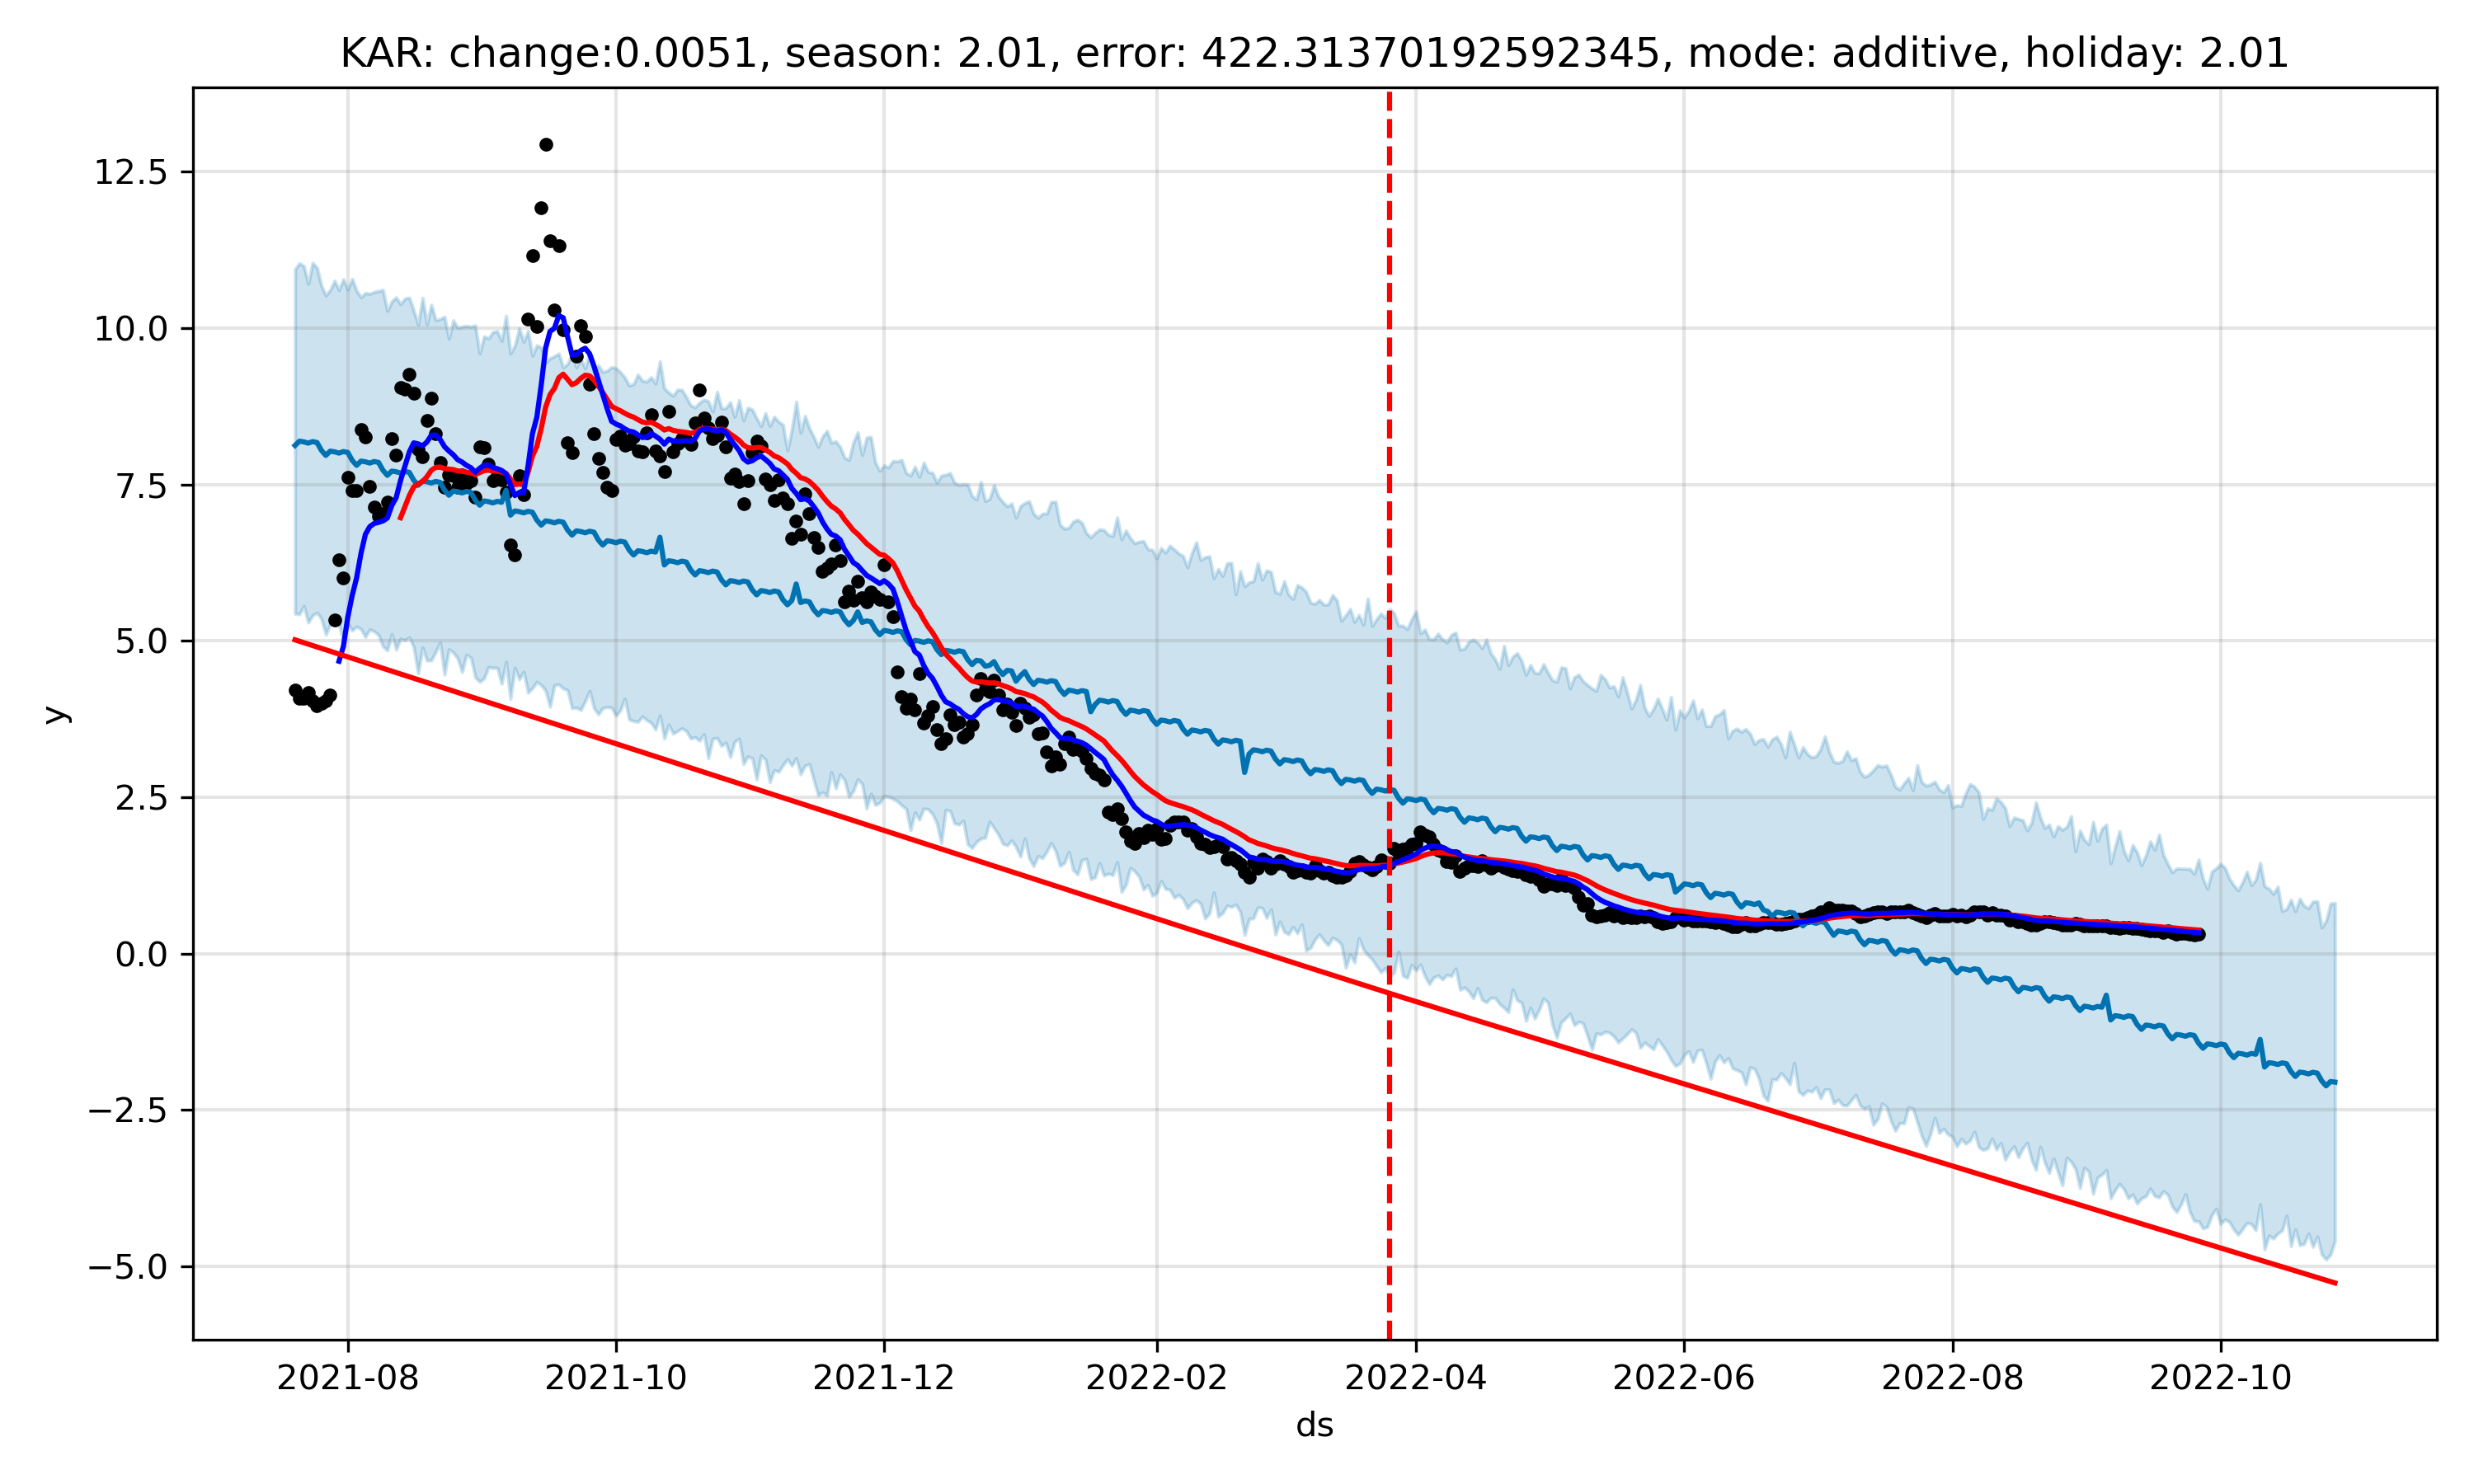 KAR: change:0.0051, season: 2.01, error: 422.31370192592345, mode: additive, holiday: 2.01
12.5
10.0
7.5
5.0
2.5
0.0
−2.5
−5.0
y
2021-08 2021-10 2021-12 2022-02 2022-04 2022-06 2022-08 2022-10
ds